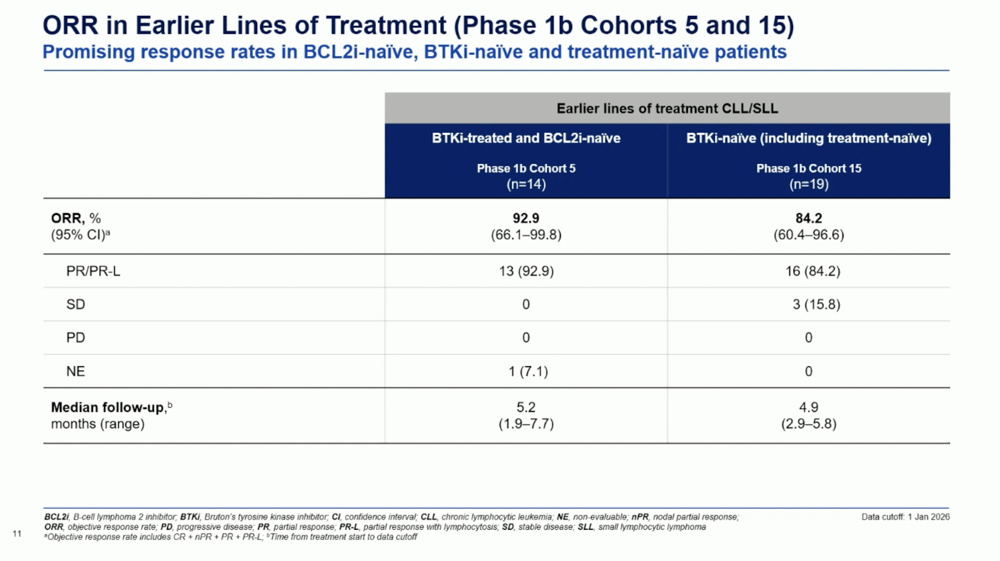 ORR in Earlier Lines of Treatment (Phase 1b Cohorts 5 and 15)
Promising response rates in BCL2i-naïve, BTKi-naïve and treatment-naïve patients
Earlier lines of treatment CLL/SLL
BTKi-treated and BCL2i-naïve BTKi-naïve (including treatment-naïve)
Phase 1b Cohort 5 Phase 1b Cohort 15
(n=14) (n=19)
ORR, % 92.9 84.2
(95% CI)ᵃ (66.1–99.8) (60.4–96.6)
PR/PR-L 13 (92.9) 16 (84.2)
SD 0 3 (15.8)
PD 0 0
NE 1 (7.1) 0
Median follow-up,ᵇ 5.2 4.9
months (range) (1.9–7.7) (2.9–5.8)
BCL2i, B-cell lymphoma 2 inhibitor; BTKi, Bruton's tyrosine kinase inhibitor; CI, confidence interval; CLL, chronic lymphocytic leukemia; NE, non-evaluable; nPR, nodal partial response; Data cutoff: 1 Jan 2026
ORR, objective response rate; PD, progressive disease; PR, partial response; PR-L, partial response with lymphocytosis; SD, stable disease; SLL, small lymphocytic lymphoma
ᵃObjective response rate includes CR + nPR + PR + PR-L; ᵇTime from treatment start to data cutoff
11